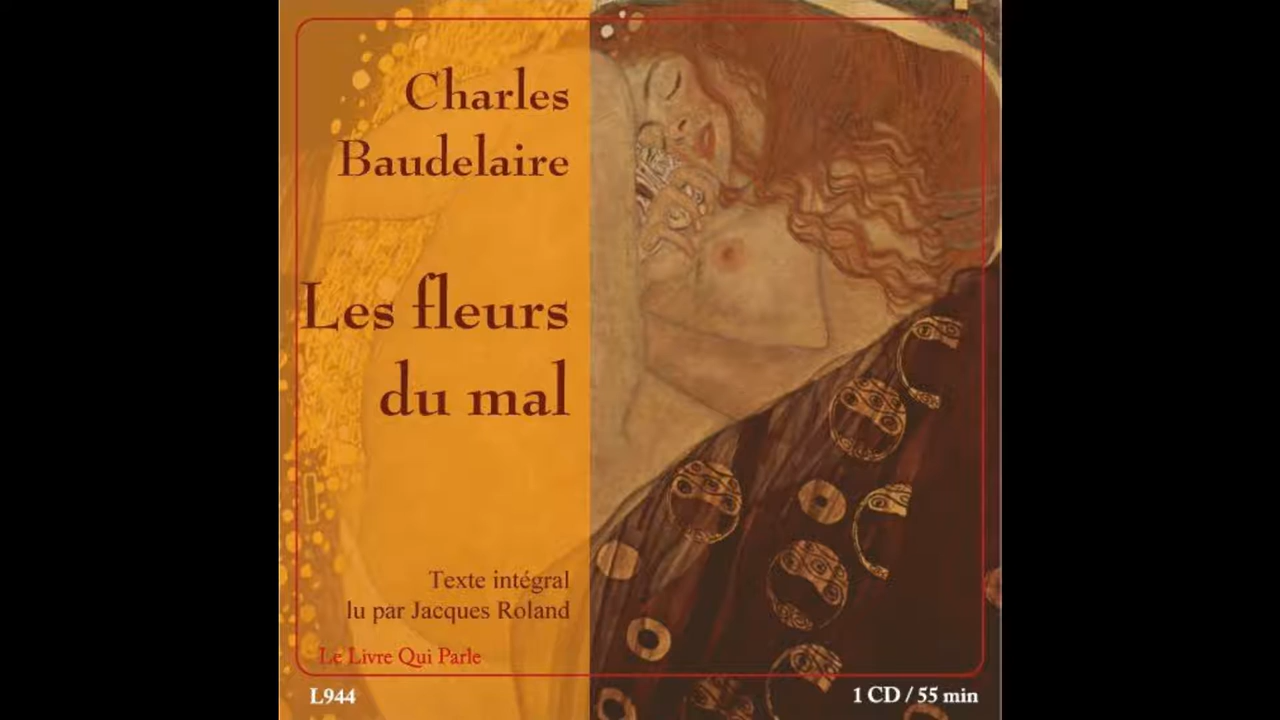 Charles
Baudelaire
Les fleurs
du mal
Texte intégral
lu par Jacques Roland
Le Livre Qui Parle
L944
1 CD / 55 min